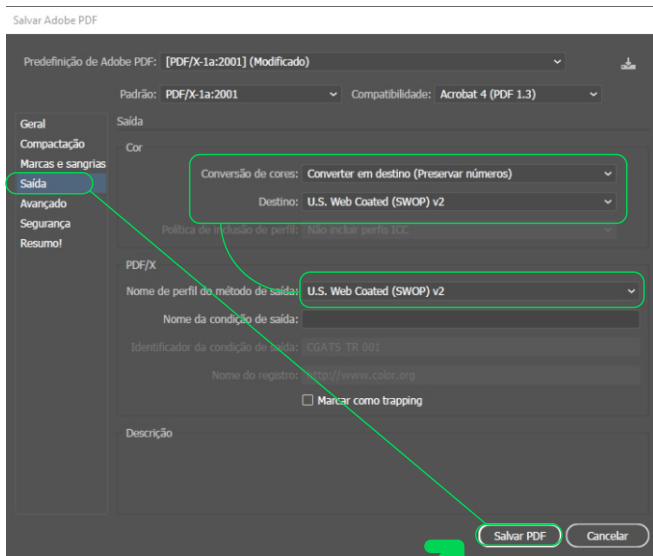 Salvar Adobe PDF
Predefinição de Adobe PDF: [PDF/X-1a:2001] (Modificado)
Padrão: PDF/X-1a:2001 Compatibilidade: Acrobat 4 (PDF 1.3)
Geral
Compactação
Marcas e sangrias
Saída
Avançado
Segurança
Resumo!
Saída
Cor
Conversão de cores: Converter em destino (Preservar números)
Destino: U.S. Web Coated (SWOP) v2
Política de inclusão de perfil: Não incluir perfis ICC
PDF/X
Nome de perfil do método de saída: U.S. Web Coated (SWOP) v2
Nome da condição de saída:
Identificador da condição de saída: CGATS TR 001
Nome do registro: http://www.color.org
Marcar como trapping
Descrição
Salvar PDF Cancelar